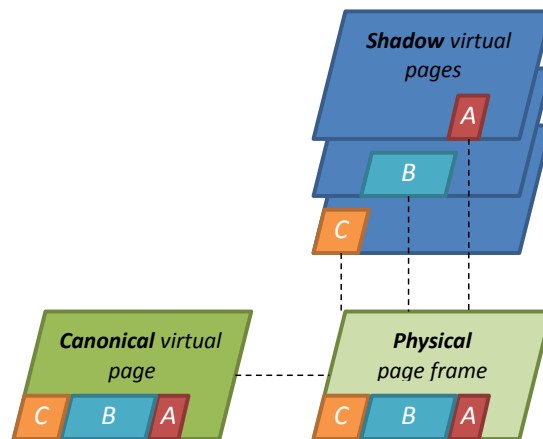 Shadow virtual
pages
A
B
C
Canonical virtual
page
C B A
Physical
page frame
C B A